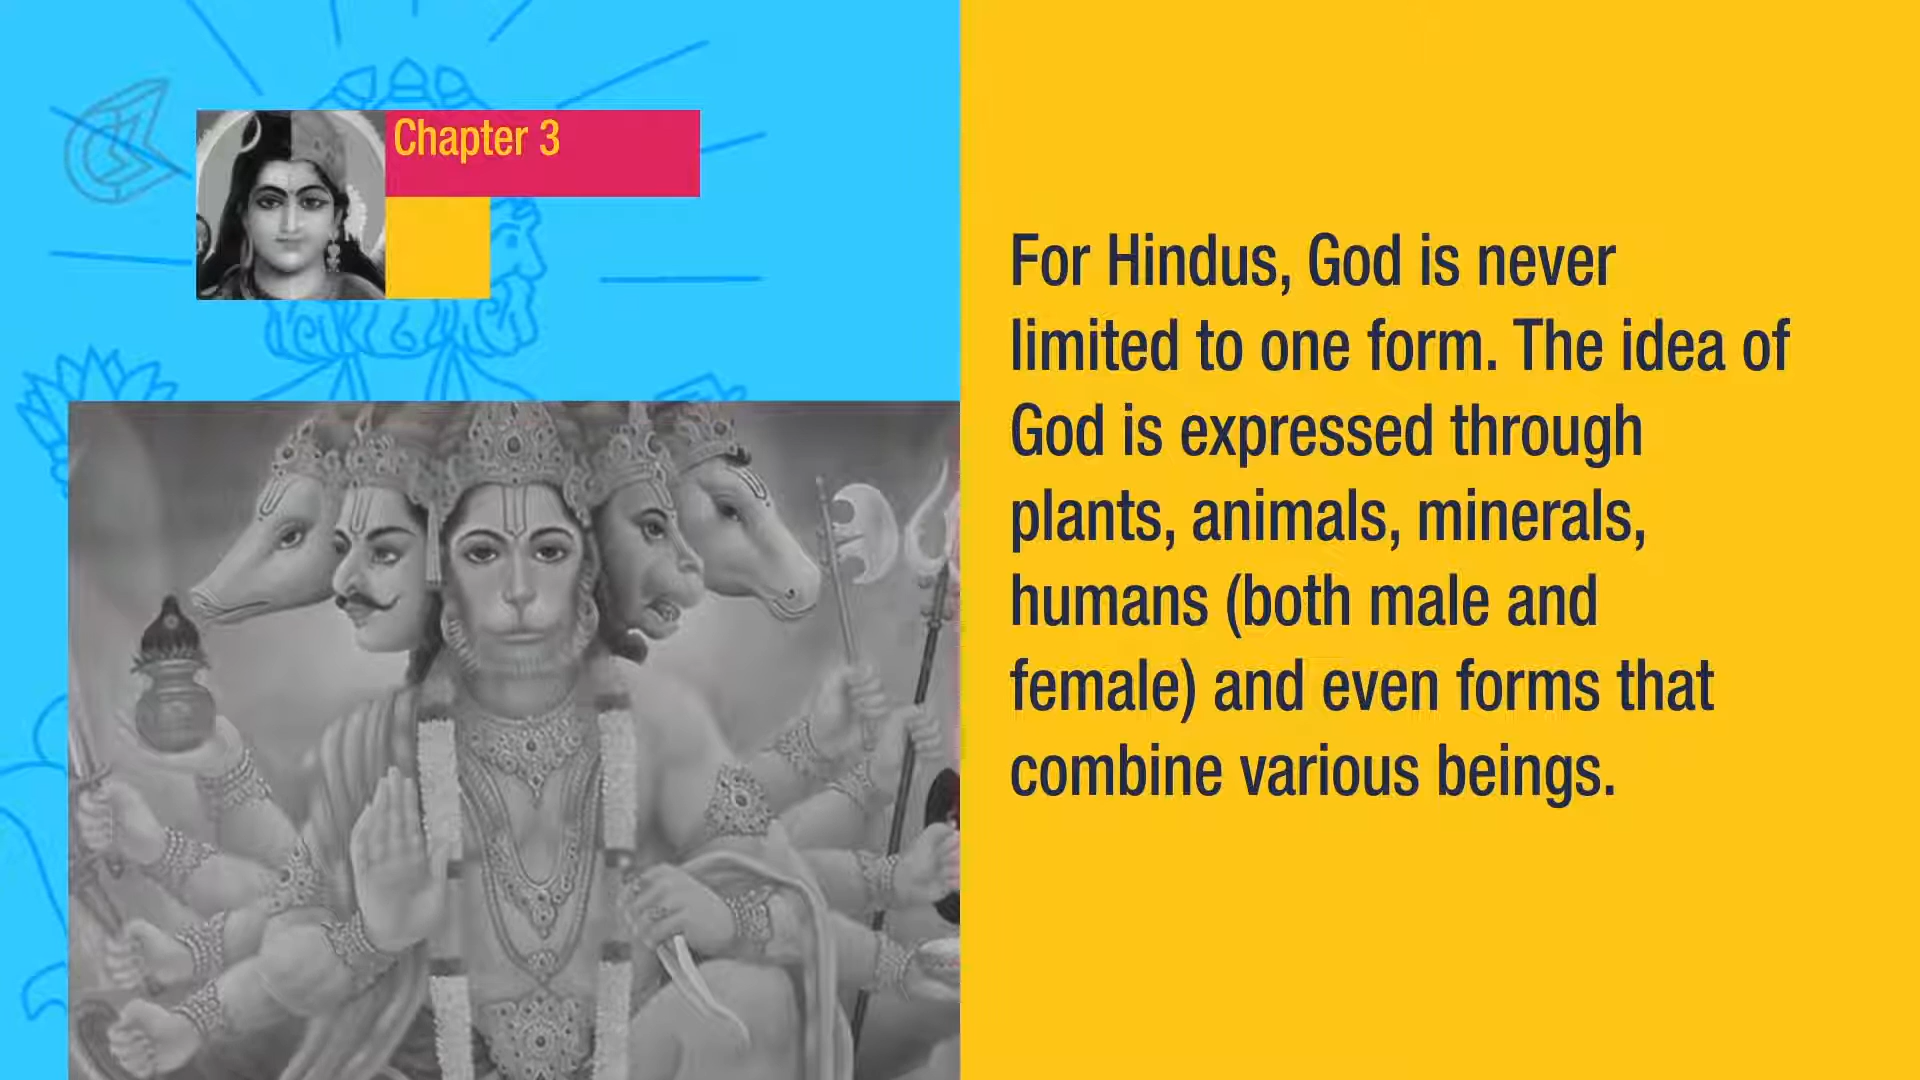 Chapter 3
For Hindus, God is never
limited to one form. The idea of
God is expressed through
plants, animals, minerals,
humans (both male and
female) and even forms that
combine various beings.